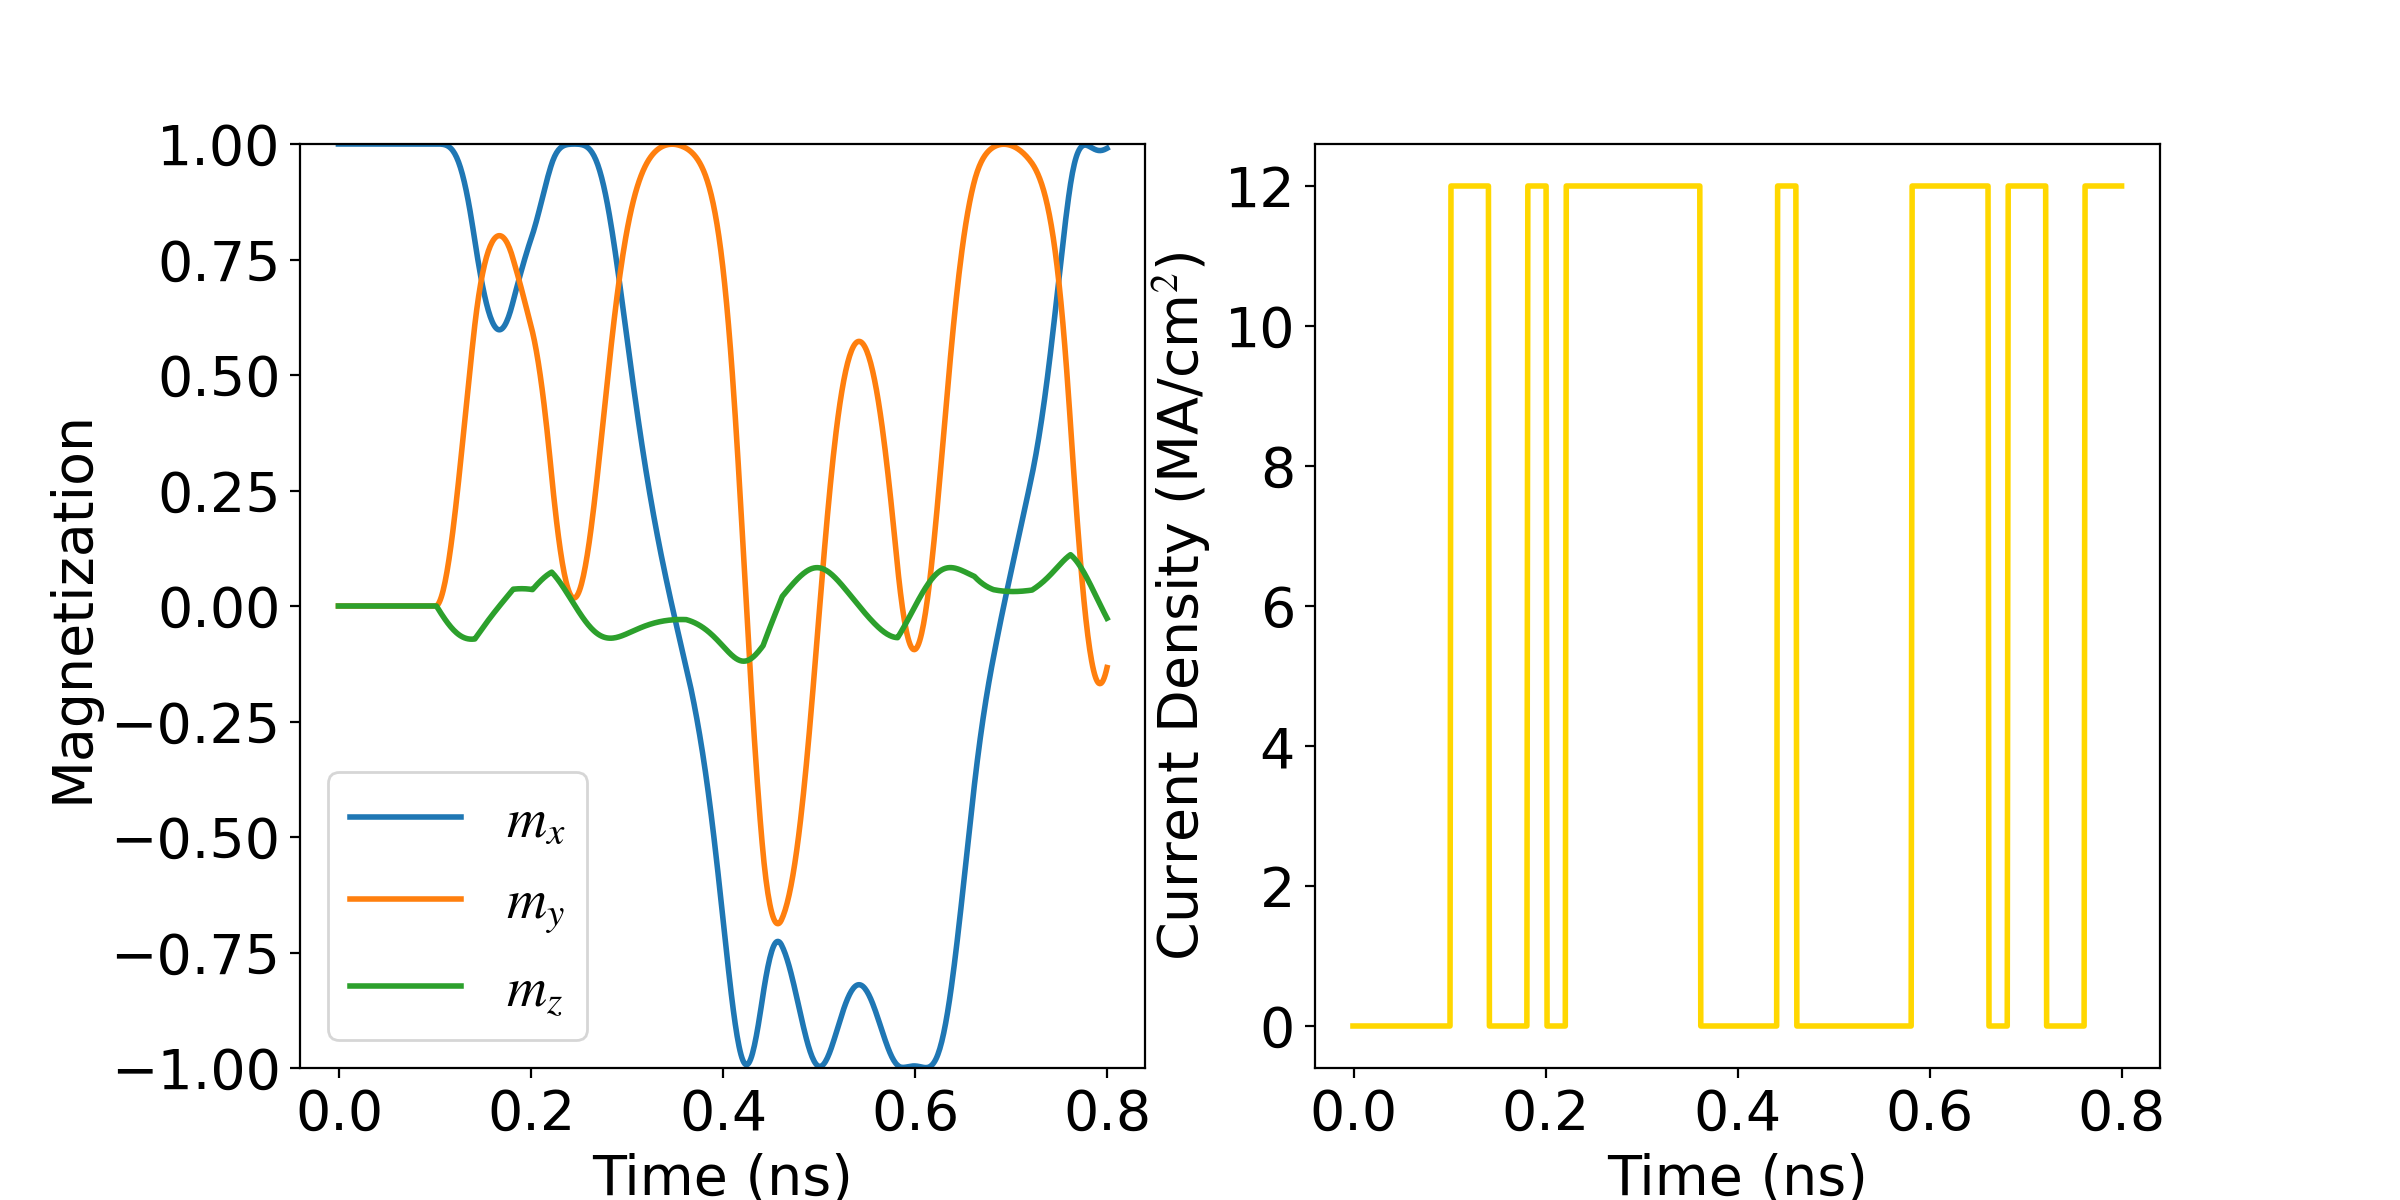 Magnetization
1.00
0.75
0.50
0.25
0.00
−0.25
−0.50
−0.75
−1.00
0.0 0.2 0.4 0.6 0.8
Time (ns)
m_x
m_y
m_z
Current Density (MA/cm²)
12
10
8
6
4
2
0
0.0 0.2 0.4 0.6 0.8
Time (ns)